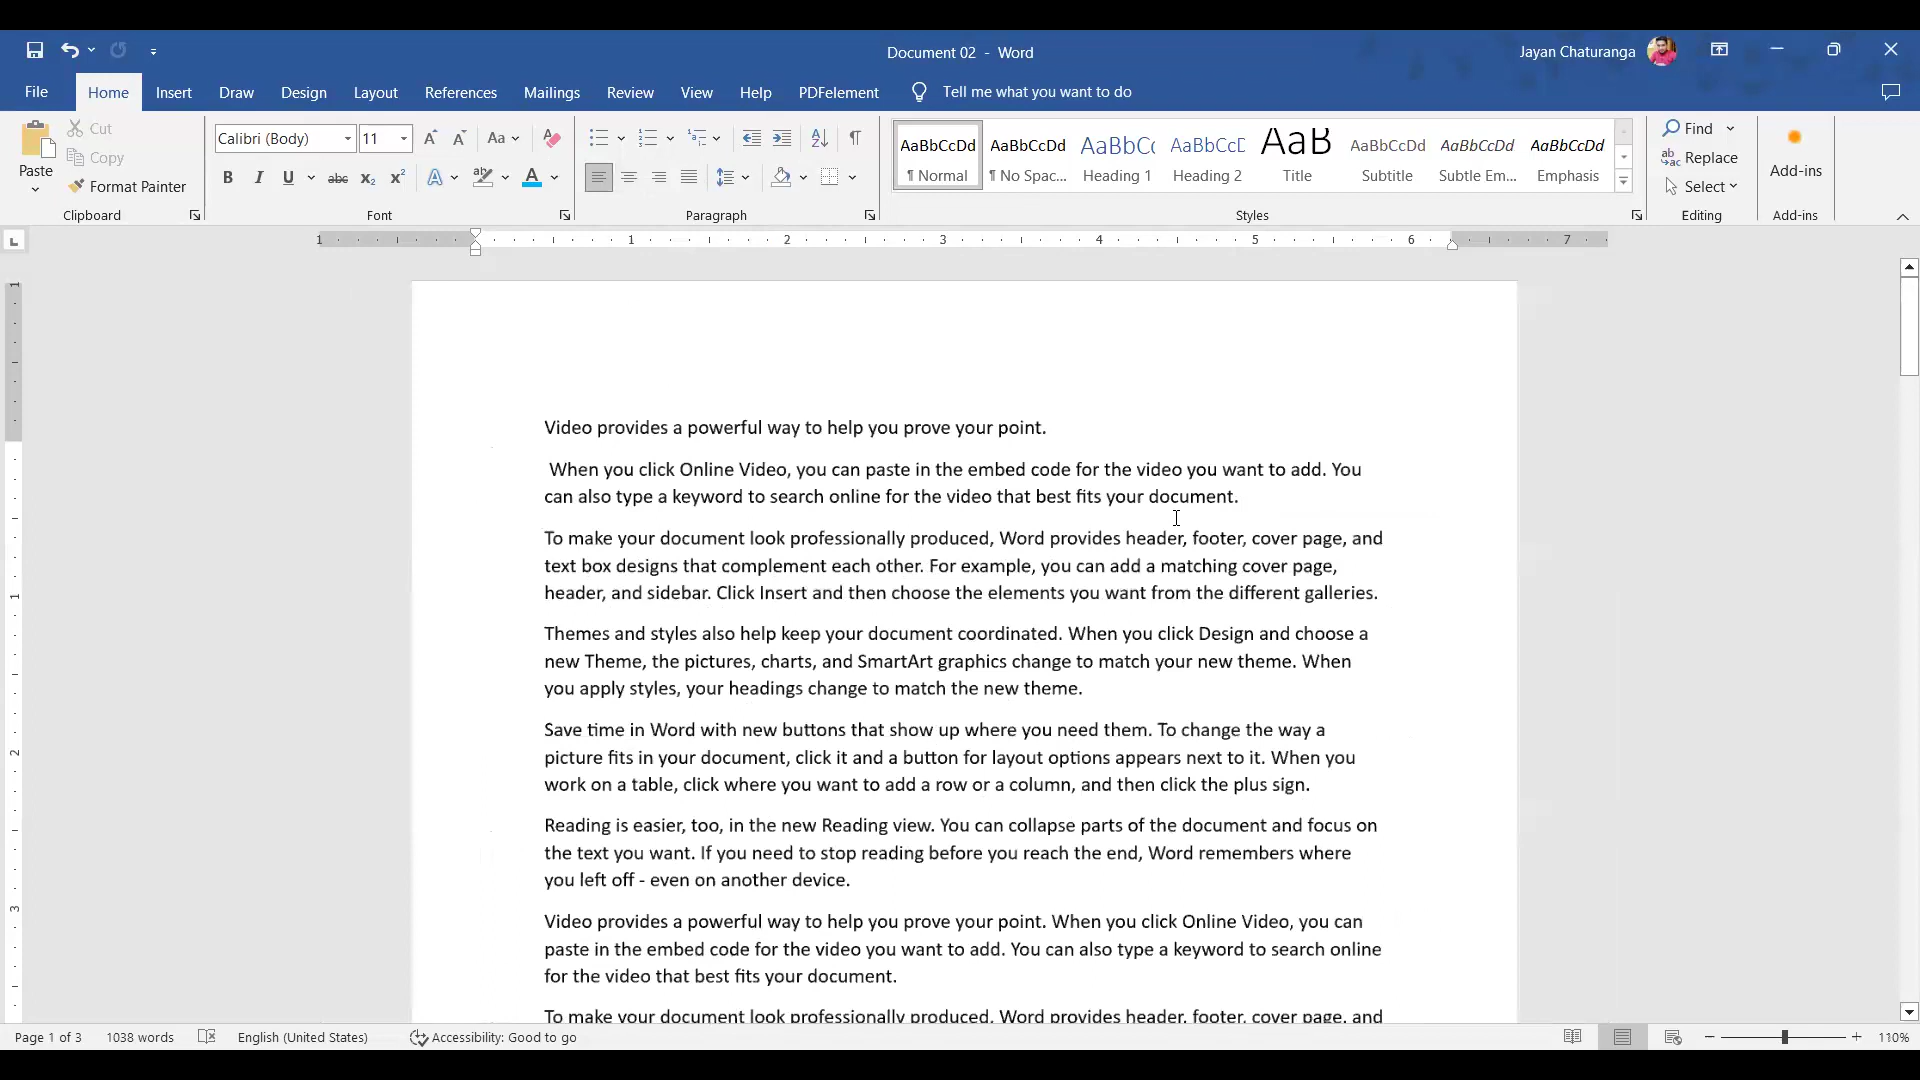 Document 02 - Word
Jayan Chaturanga
File Home Insert Draw Design Layout References Mailings Review View Help PDFelement Tell me what you want to do
Paste
Cut
Copy
Format Painter
Clipboard
Calibri (Body) 11
Aa
B I U abc x₂ x² A A
Font
Paragraph
AaBbCcDd AaBbCcDd AaBbCc AaBbCcE AaB AaBbCcDd AaBbCcDd AaBbCcDd
¶ Normal ¶ No Spac... Heading 1 Heading 2 Title Subtitle Subtle Em... Emphasis
Styles
Find
Replace
Select
Editing
Add-ins
Add-ins
1 1 2 3 4 5 6 7
1
1
2
3
Video provides a powerful way to help you prove your point.
When you click Online Video, you can paste in the embed code for the video you want to add. You
can also type a keyword to search online for the video that best fits your document.
To make your document look professionally produced, Word provides header, footer, cover page, and
text box designs that complement each other. For example, you can add a matching cover page,
header, and sidebar. Click Insert and then choose the elements you want from the different galleries.
Themes and styles also help keep your document coordinated. When you click Design and choose a
new Theme, the pictures, charts, and SmartArt graphics change to match your new theme. When
you apply styles, your headings change to match the new theme.
Save time in Word with new buttons that show up where you need them. To change the way a
picture fits in your document, click it and a button for layout options appears next to it. When you
work on a table, click where you want to add a row or a column, and then click the plus sign.
Reading is easier, too, in the new Reading view. You can collapse parts of the document and focus on
the text you want. If you need to stop reading before you reach the end, Word remembers where
you left off - even on another device.
Video provides a powerful way to help you prove your point. When you click Online Video, you can
paste in the embed code for the video you want to add. You can also type a keyword to search online
for the video that best fits your document.
To make your document look professionally produced, Word provides header, footer, cover page, and
Page 1 of 3 1038 words English (United States) Accessibility: Good to go 110%